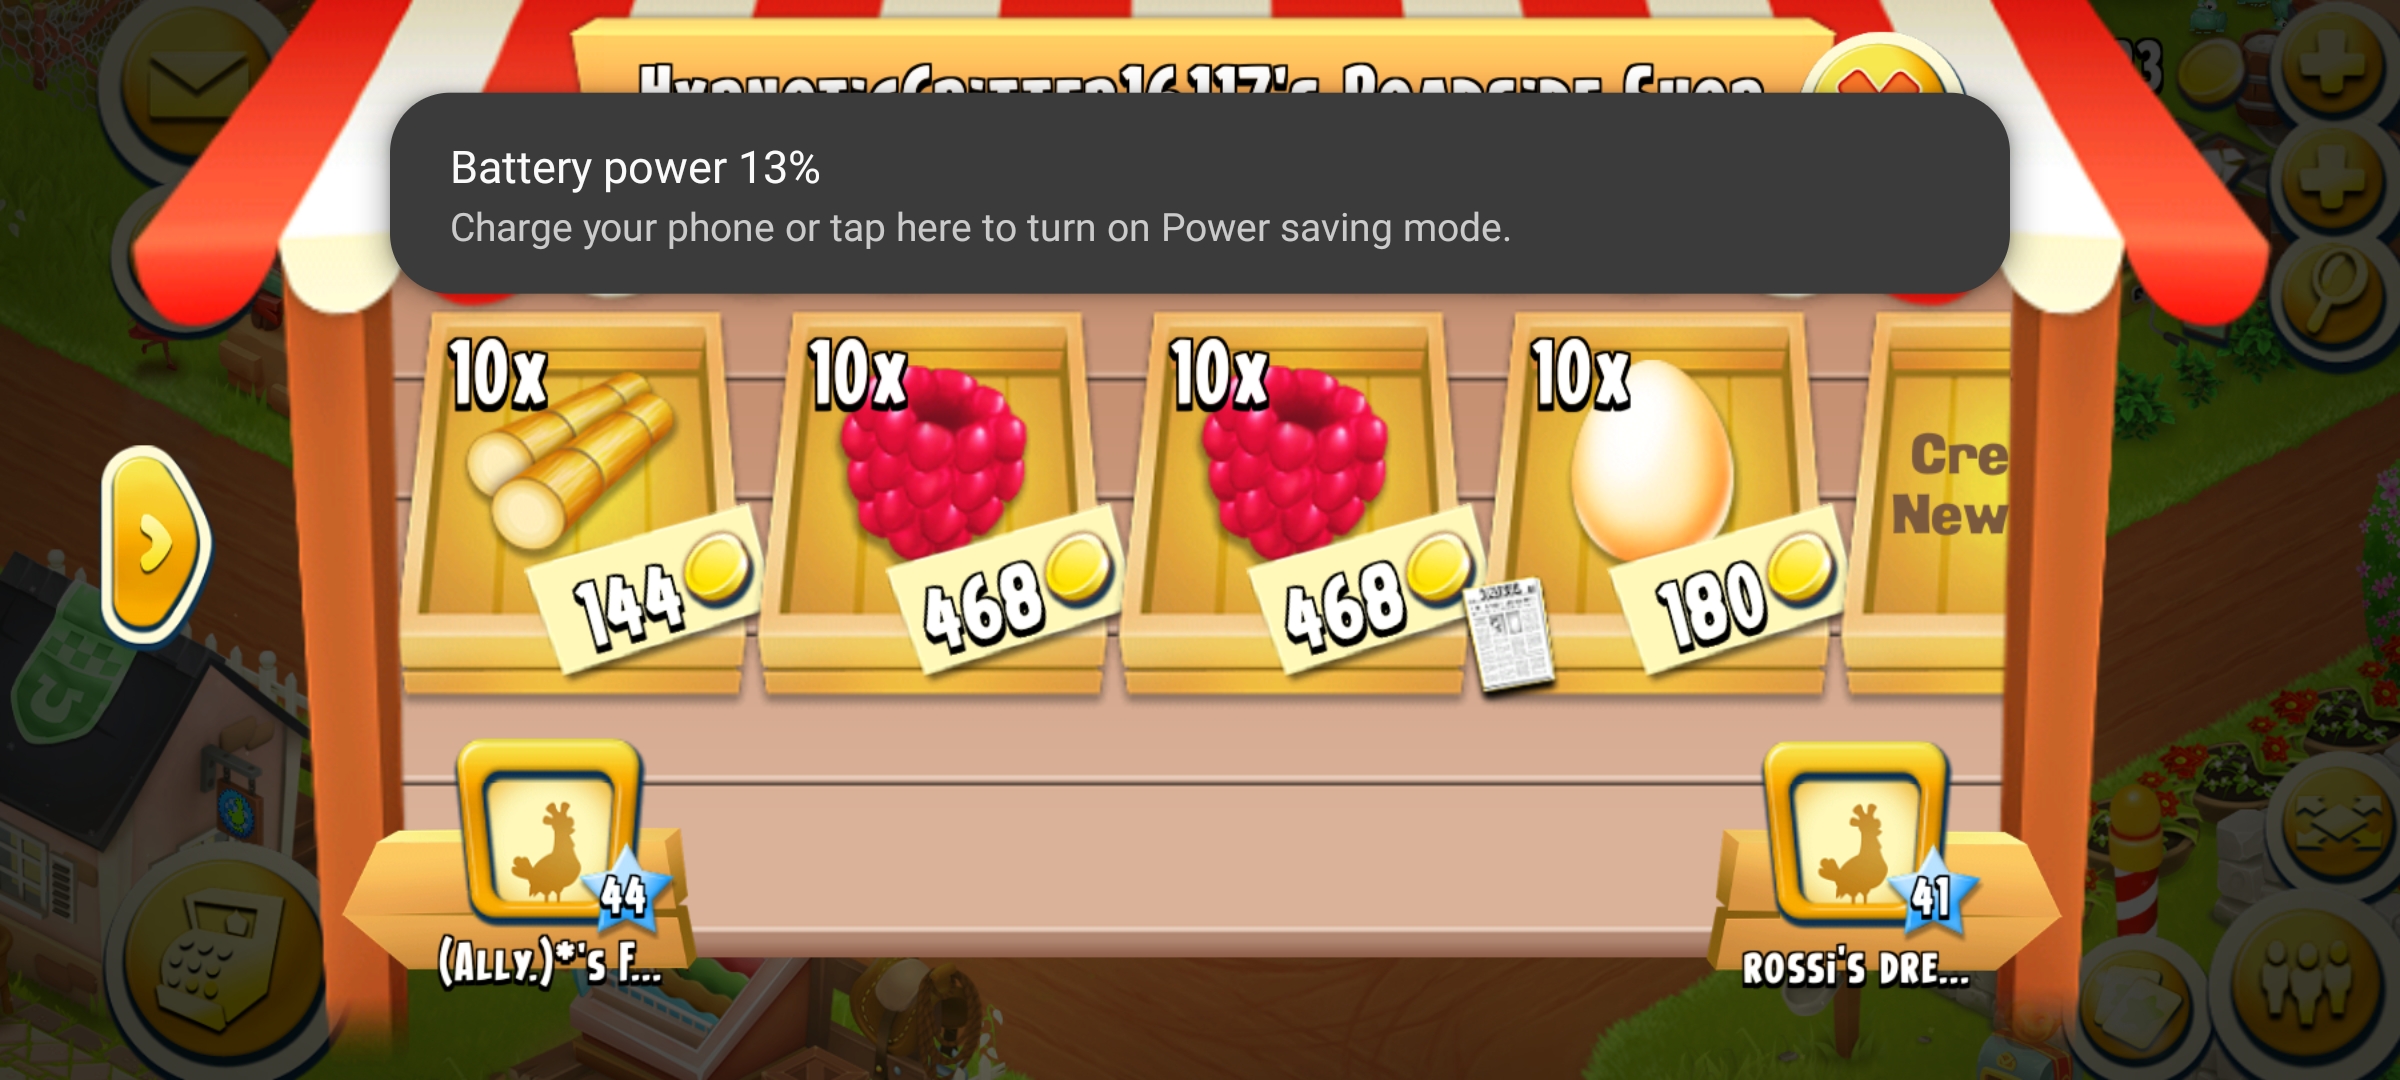 HypnoticCritter16117's Roadside Shop
Battery power 13%
Charge your phone or tap here to turn on Power saving mode.
10x
10x
10x
10x
Cre
New
144
468
468
180
44
41
(Ally.)*'s F...
ROSSi'S DRE...